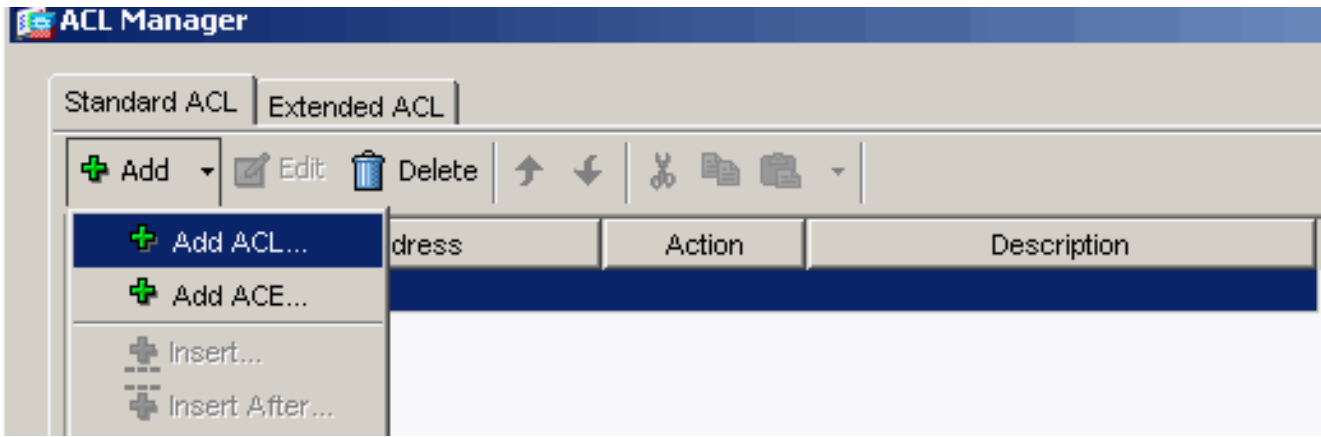 ACL Manager
Standard ACL Extended ACL
Add Edit Delete
Add ACL... dress Action Description
Add ACE...
Insert...
Insert After...